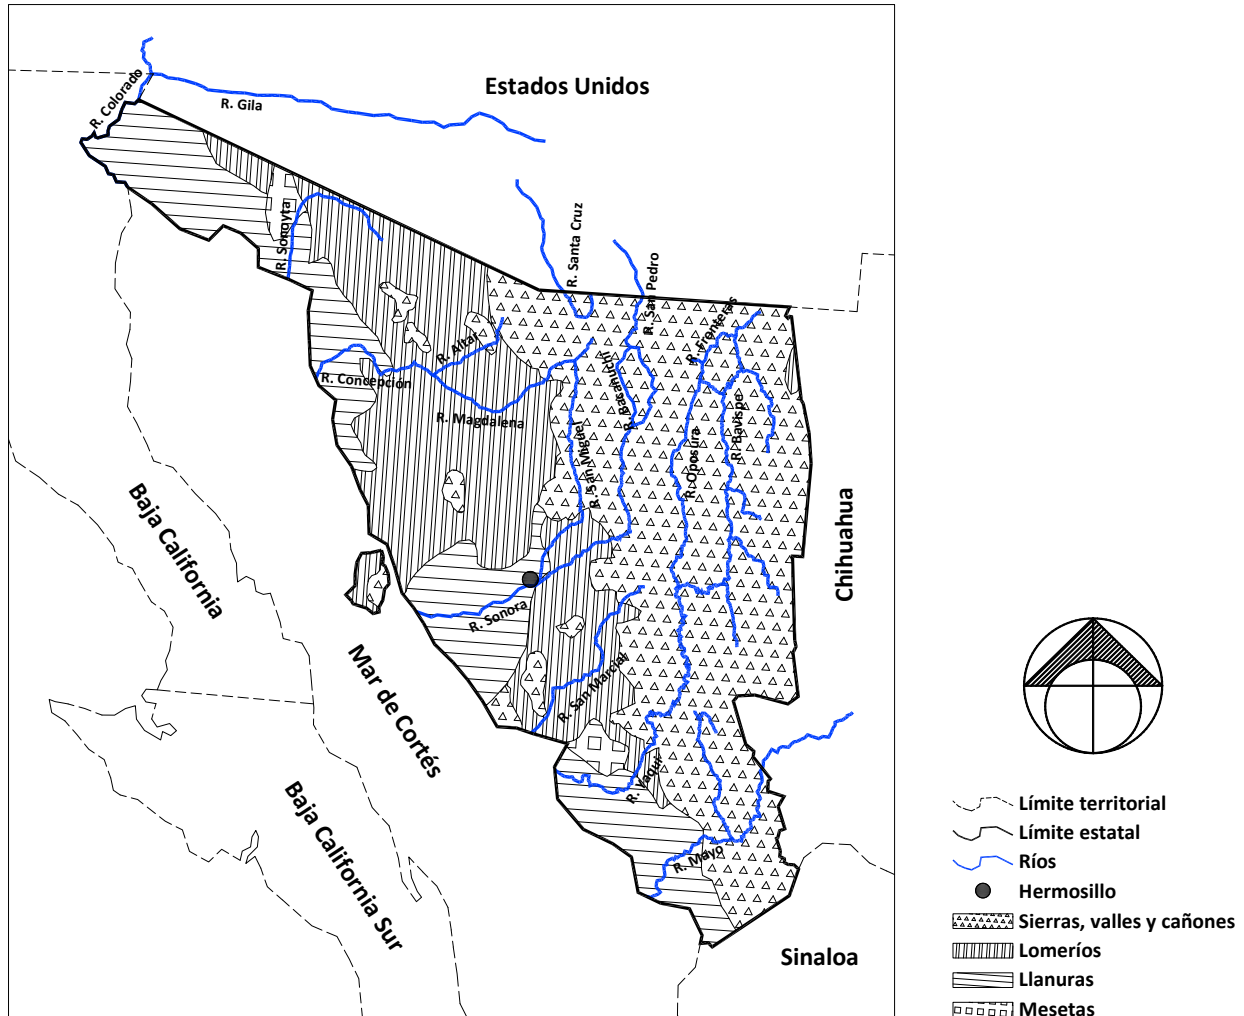 Estados Unidos
R. Colorado
R. Gila
R. Sonoyta
R. Santa Cruz
R. San Pedro
R. Fronteras
R. Altar
R. Concepción
R. Magdalena
R. Bacanuchi
R. San Miguel
R. Oposura
R. Bavispe
Baja California
Chihuahua
R. Sonora
Mar de Cortés
R. San Marcial
R. Yaqui
Baja California Sur
R. Mayo
Sinaloa
Límite territorial
Límite estatal
Ríos
Hermosillo
Sierras, valles y cañones
Lomeríos
Llanuras
Mesetas